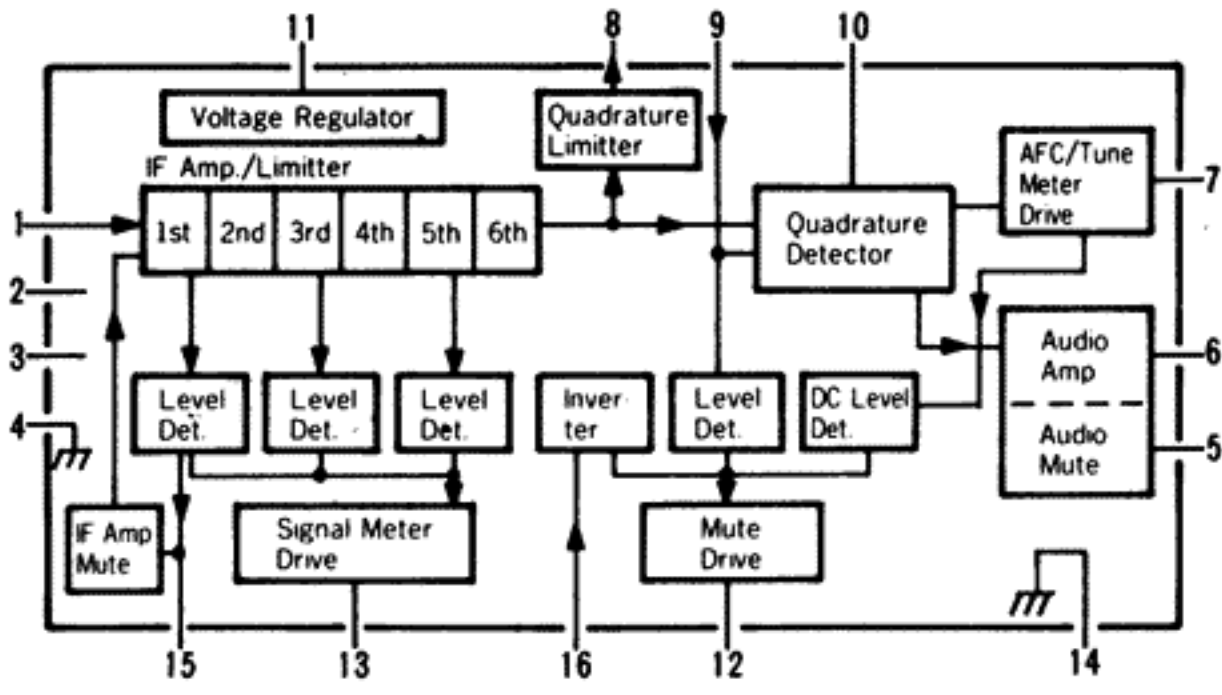 11
8
9
10
Voltage Regulator
Quadrature
Limitter
AFC/Tune
Meter
Drive
7
IF Amp./Limitter
1
1st
2nd
3rd
4th
5th
6th
Quadrature
Detector
2
3
4
Level
Det.
Level
Det.
Level
Det.
Inver
ter
Level
Det.
DC Level
Det.
Audio
Amp
6
Audio
Mute
5
IF Amp
Mute
Signal Meter
Drive
Mute
Drive
15
13
16
12
14